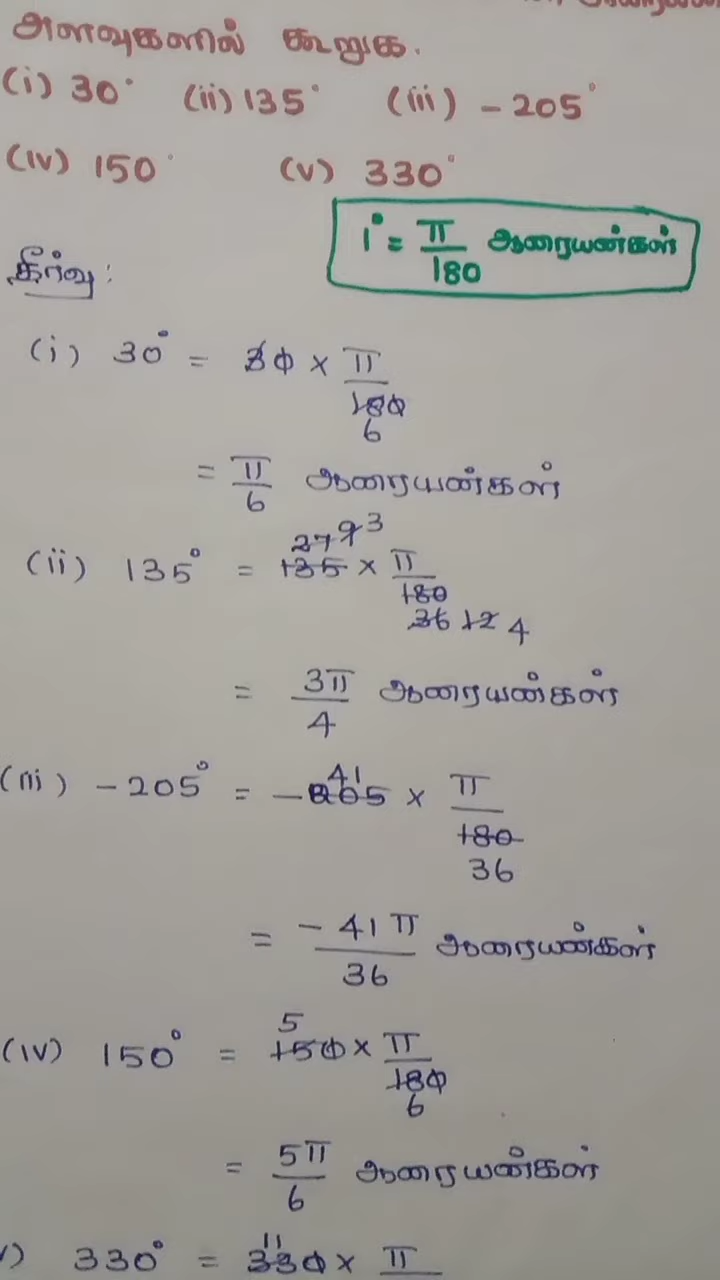 அளவுகளில் கூறுக.
(i) 30° (ii) 135° (iii) - 205°
(iv) 150° (v) 330°
1° = π/180 ஆரையன்கள்
தீர்வு :
(i) 30° = 30 × π/180
6
= π/6 ஆரையன்கள்
27 9 3
(ii) 135° = 135 × π/180
36 12 4
= 3π/4 ஆரையன்கள்
41
(iii) - 205° = - 205 × π/180
36
= - 41π/36 ஆரையன்கள்
5
(iv) 150° = 150 × π/180
6
= 5π/6 ஆரையன்கள்
11
) 330° = 330 × π